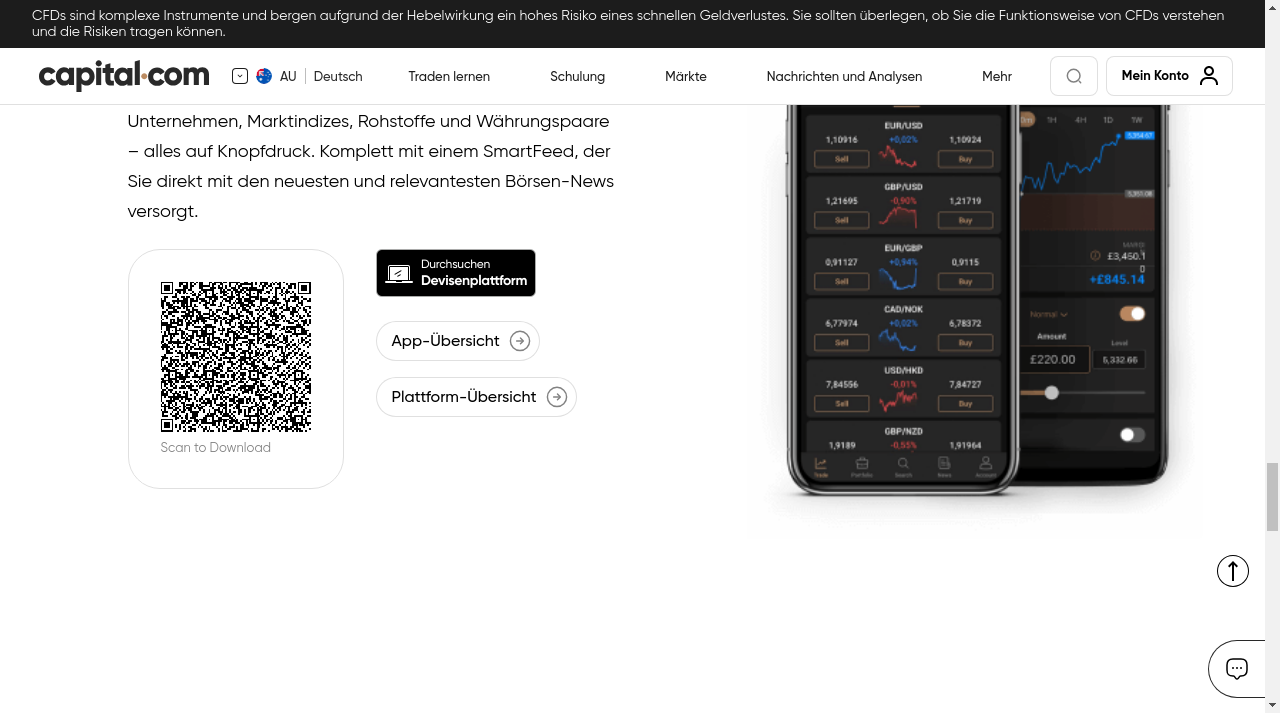 CFDs sind komplexe Instrumente und bergen aufgrund der Hebelwirkung ein hohes Risiko eines schnellen Geldverlustes. Sie sollten überlegen, ob Sie die Funktionsweise von CFDs verstehen
und die Risiken tragen können.
capital.com
AU
Deutsch
Traden lernen
Schulung
Märkte
Nachrichten und Analysen
Mehr
Mein Konto
Unternehmen, Marktindizes, Rohstoffe und Währungspaare
– alles auf Knopfdruck. Komplett mit einem SmartFeed, der
Sie direkt mit den neuesten und relevantesten Börsen-News
versorgt.
Scan to Download
Durchsuchen
Devisenplattform
App-Übersicht
Plattform-Übersicht
EUR/USD
1,10916
+0,02%
1,10924
Sell
Buy
GBP/USD
1,21695
-0,90%
1,21719
Sell
Buy
EUR/GBP
0,91127
+0,94%
0,9115
Sell
Buy
CAD/NOK
6,77974
+0,02%
6,78372
Sell
Buy
USD/HKD
7,84556
-0,01%
7,84727
Sell
Buy
GBP/NZD
1,9189
-0,55%
1,91964
Trade
Portfolio
Search
News
Account
1H
4H
1D
1W
£3,450.1
0
+£845.14
Normal
Amount
Level
£220.00
5,332.66